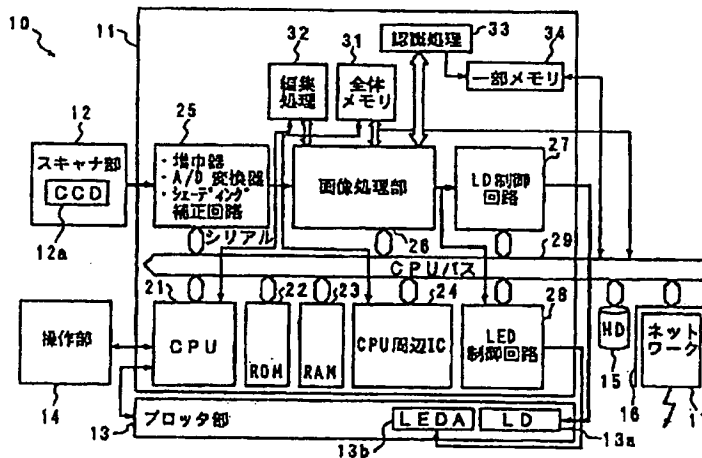 10
11
32
31
認識処理
33
34
一部メモリ
編集
処理
全体
メモリ
12
25
27
スキャナ部
CCD
12a
・増巾器
・A/D 変換器
・シェーディング
補正回路
画像処理部
LD制御
回路
シリアル
26
29
CPUバス
21
22
23
24
28
操作部
14
CPU
ROM
RAM
CPU周辺IC
LED
制御回路
HD
15
ネット
ワーク
16
プロッタ部
13
LEDA
LD
13b
13a